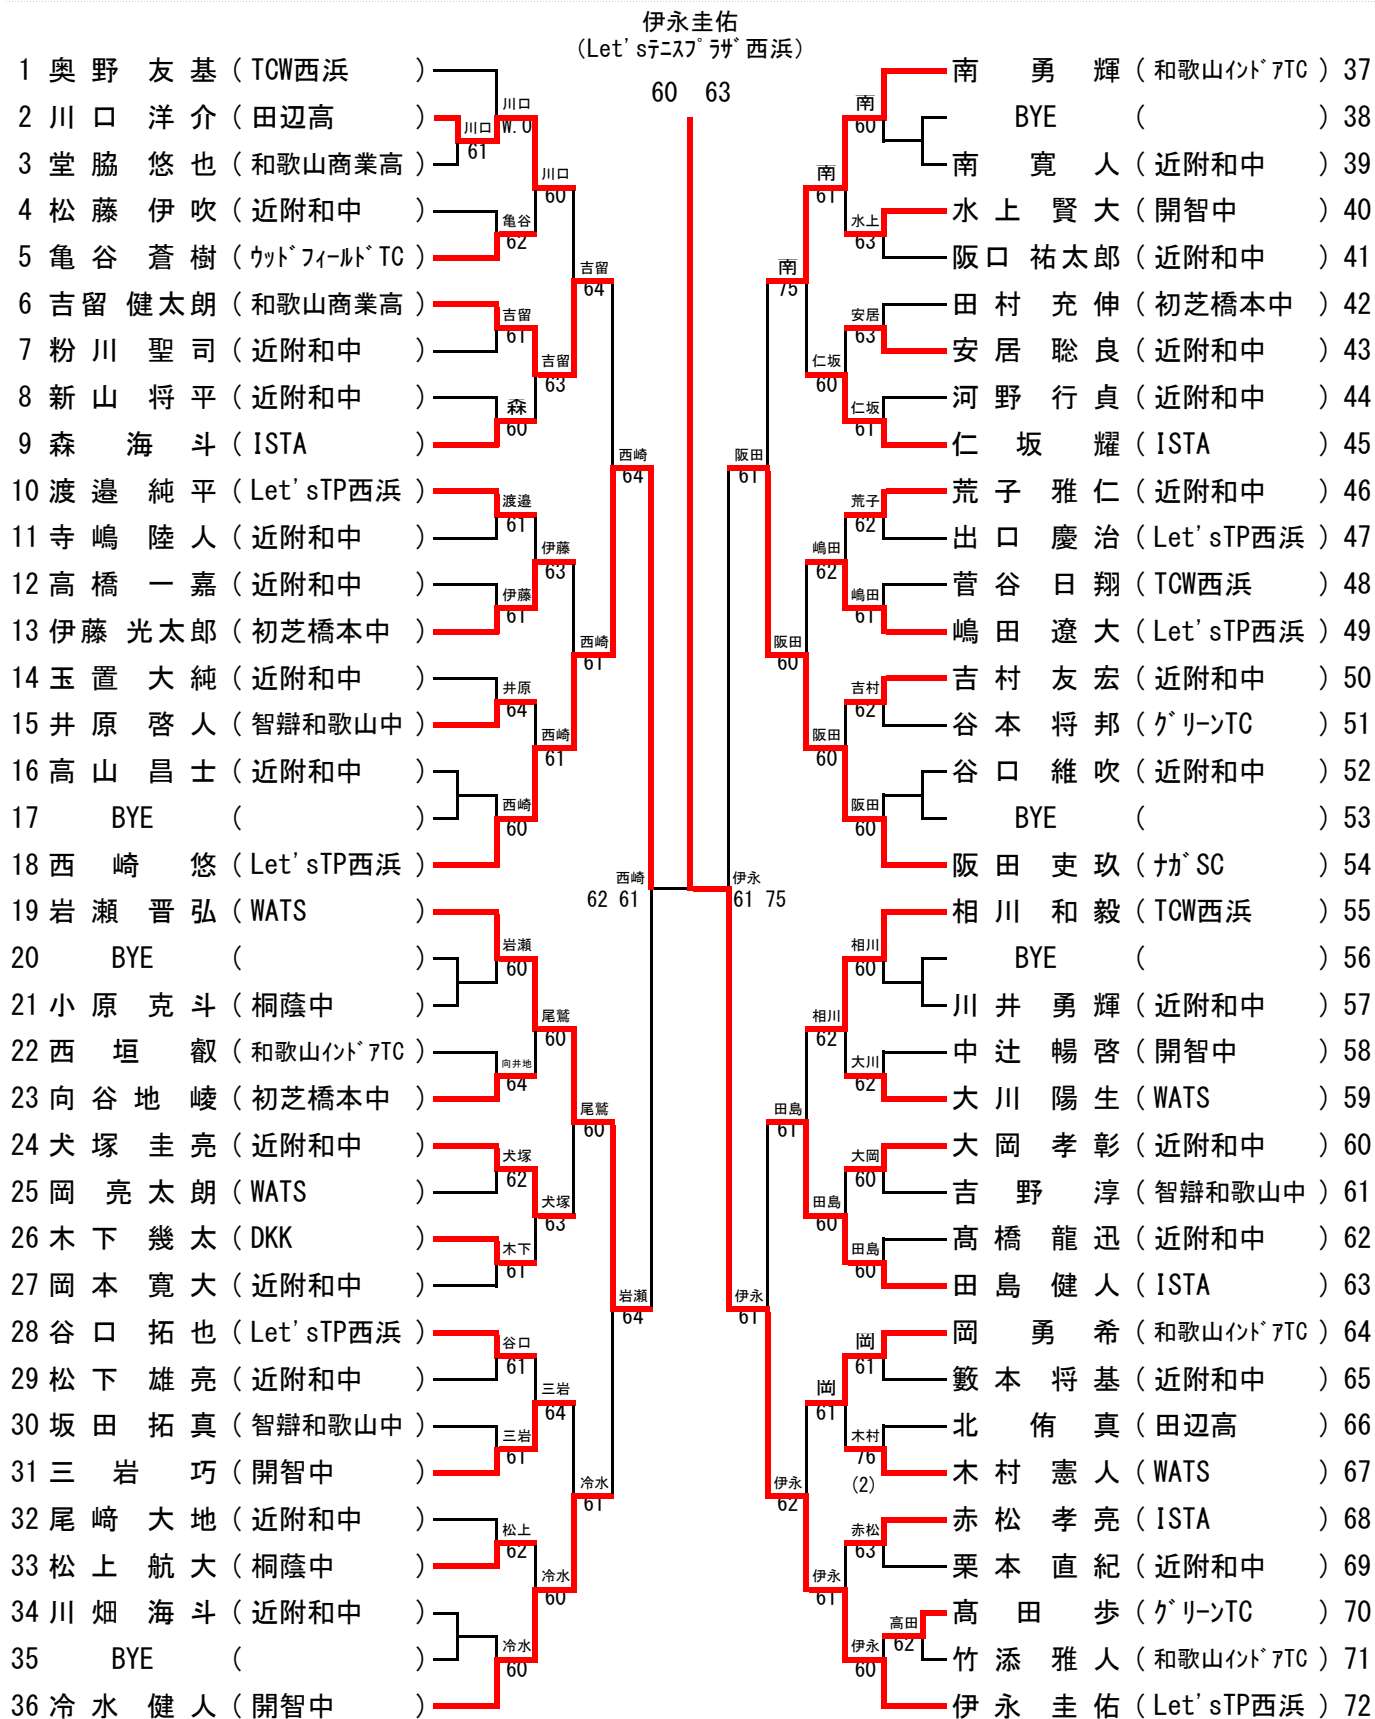 伊永圭佑
(Let'sﾃﾆｽﾌﾟﾗｻﾞ西浜)
60 63
1 奥野 友基 (TCW西浜)
2 川口 洋介 (田辺高)
3 堂脇 悠也 (和歌山商業高)
4 松藤 伊吹 (近附和中)
5 亀谷 蒼樹 (ｳｯﾄﾞﾌｨｰﾙﾄﾞTC)
6 吉留 健太朗 (和歌山商業高)
7 粉川 聖司 (近附和中)
8 新山 将平 (近附和中)
9 森 海斗 (ISTA)
10 渡邉 純平 (Let'sTP西浜)
11 寺嶋 陸人 (近附和中)
12 高橋 一嘉 (近附和中)
13 伊藤 光太郎 (初芝橋本中)
14 玉置 大純 (近附和中)
15 井原 啓人 (智辯和歌山中)
16 高山 昌士 (近附和中)
17 BYE ( )
18 西崎 悠 (Let'sTP西浜)
19 岩瀬 晋弘 (WATS)
20 BYE ( )
21 小原 克斗 (桐蔭中)
22 西垣 叡 (和歌山ｲﾝﾄﾞｱTC)
23 向谷地 崚 (初芝橋本中)
24 犬塚 圭亮 (近附和中)
25 岡 亮太朗 (WATS)
26 木下 幾太 (DKK)
27 岡本 寛大 (近附和中)
28 谷口 拓也 (Let'sTP西浜)
29 松下 雄亮 (近附和中)
30 坂田 拓真 (智辯和歌山中)
31 三岩 巧 (開智中)
32 尾﨑 大地 (近附和中)
33 松上 航大 (桐蔭中)
34 川畑 海斗 (近附和中)
35 BYE ( )
36 冷水 健人 (開智中)
川口
61
川口
W.O
亀谷
62
吉留
61
森
60
渡邉
61
伊藤
61
井原
64
西崎
60
岩瀬
60
向井地
64
犬塚
62
木下
61
谷口
61
三岩
61
松上
62
冷水
60
川口
60
吉留
63
伊藤
63
西崎
61
尾鷲
60
犬塚
63
三岩
64
冷水
60
吉留
64
西崎
61
尾鷲
60
冷水
61
西崎
64
岩瀬
64
西崎
62 61
伊永
61 75
阪田
61
伊永
61
南
75
阪田
60
田島
61
伊永
62
南
61
仁坂
60
嶋田
62
阪田
60
相川
62
田島
60
岡
61
伊永
61
南
60
水上
63
安居
63
仁坂
61
荒子
62
嶋田
61
吉村
62
阪田
60
相川
60
大川
62
大岡
60
田島
60
岡
61
木村
76
(2)
赤松
63
高田
62
伊永
60
南 勇輝 (和歌山ｲﾝﾄﾞｱTC) 37
BYE ( ) 38
南 寛人 (近附和中) 39
水上 賢大 (開智中) 40
阪口 祐太郎 (近附和中) 41
田村 充伸 (初芝橋本中) 42
安居 聡良 (近附和中) 43
河野 行貞 (近附和中) 44
仁坂 耀 (ISTA) 45
荒子 雅仁 (近附和中) 46
出口 慶治 (Let'sTP西浜) 47
菅谷 日翔 (TCW西浜) 48
嶋田 遼大 (Let'sTP西浜) 49
吉村 友宏 (近附和中) 50
谷本 将邦 (ｸﾞﾘｰﾝTC) 51
谷口 維吹 (近附和中) 52
BYE ( ) 53
阪田 吏玖 (ﾅｶﾞSC) 54
相川 和毅 (TCW西浜) 55
BYE ( ) 56
川井 勇輝 (近附和中) 57
中辻 暢啓 (開智中) 58
大川 陽生 (WATS) 59
大岡 孝彰 (近附和中) 60
吉野 淳 (智辯和歌山中) 61
髙橋 龍迅 (近附和中) 62
田島 健人 (ISTA) 63
岡 勇希 (和歌山ｲﾝﾄﾞｱTC) 64
籔本 将基 (近附和中) 65
北 侑真 (田辺高) 66
木村 憲人 (WATS) 67
赤松 孝亮 (ISTA) 68
栗本 直紀 (近附和中) 69
髙田 歩 (ｸﾞﾘｰﾝTC) 70
竹添 雅人 (和歌山ｲﾝﾄﾞｱTC) 71
伊永 圭佑 (Let'sTP西浜) 72